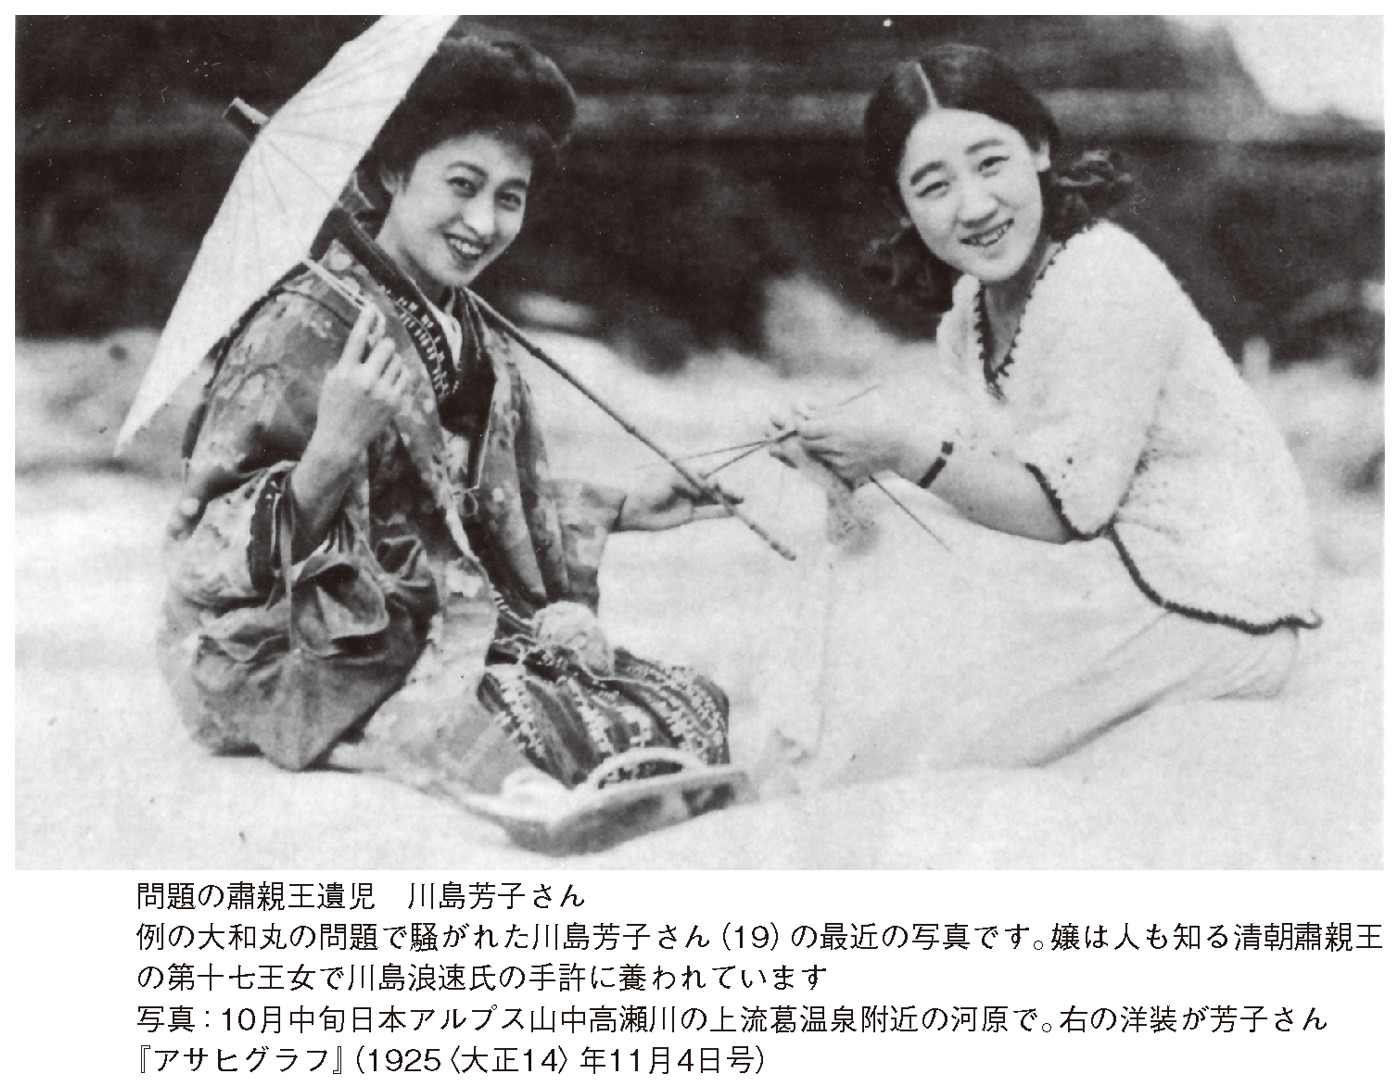 問題の肅親王遺児　川島芳子さん
例の大和丸の問題で騒がれた川島芳子さん（19）の最近の写真です。嬢は人も知る清朝肅親王
の第十七王女で川島浪速氏の手許に養われています
写真：10月中旬日本アルプス山中高瀬川の上流葛温泉附近の河原で。右の洋装が芳子さん
『アサヒグラフ』（1925〈大正14〉年11月4日号）